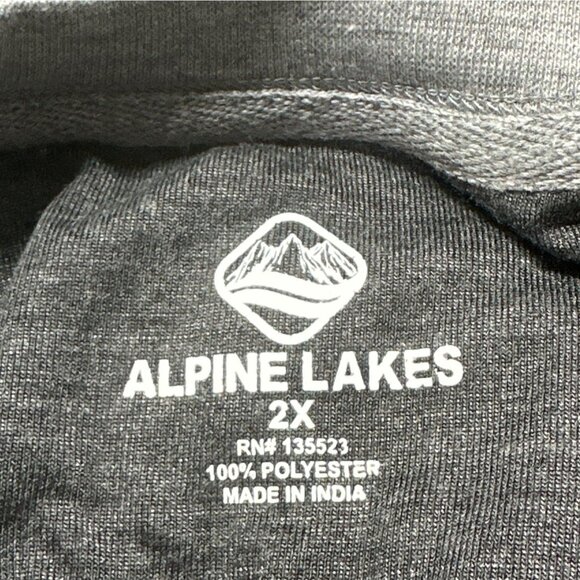 ALPINE LAKES
2X
RN# 135523
100% POLYESTER
MADE IN INDIA